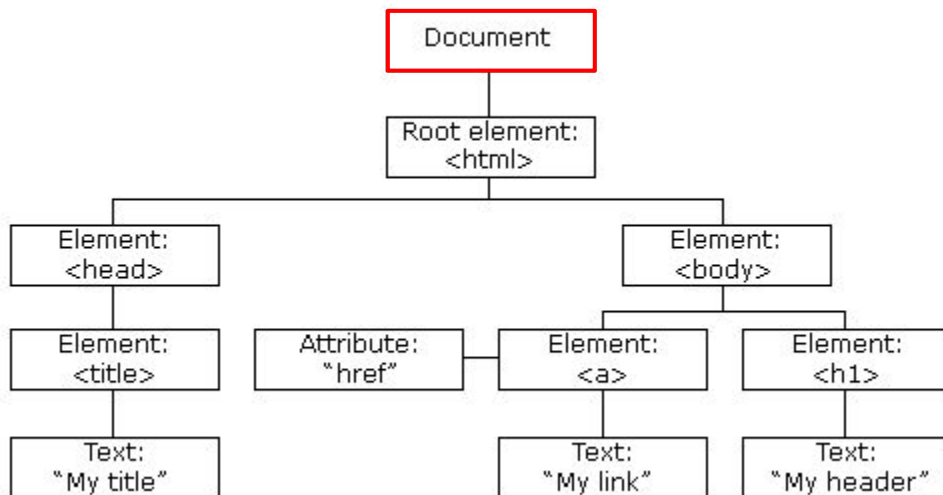 Document
Root element:
<html>
Element:
<head>
Element:
<body>
Element:
<title>
Attribute:
“href”
Element:
<a>
Element:
<h1>
Text:
“My title”
Text:
“My link”
Text:
“My header”